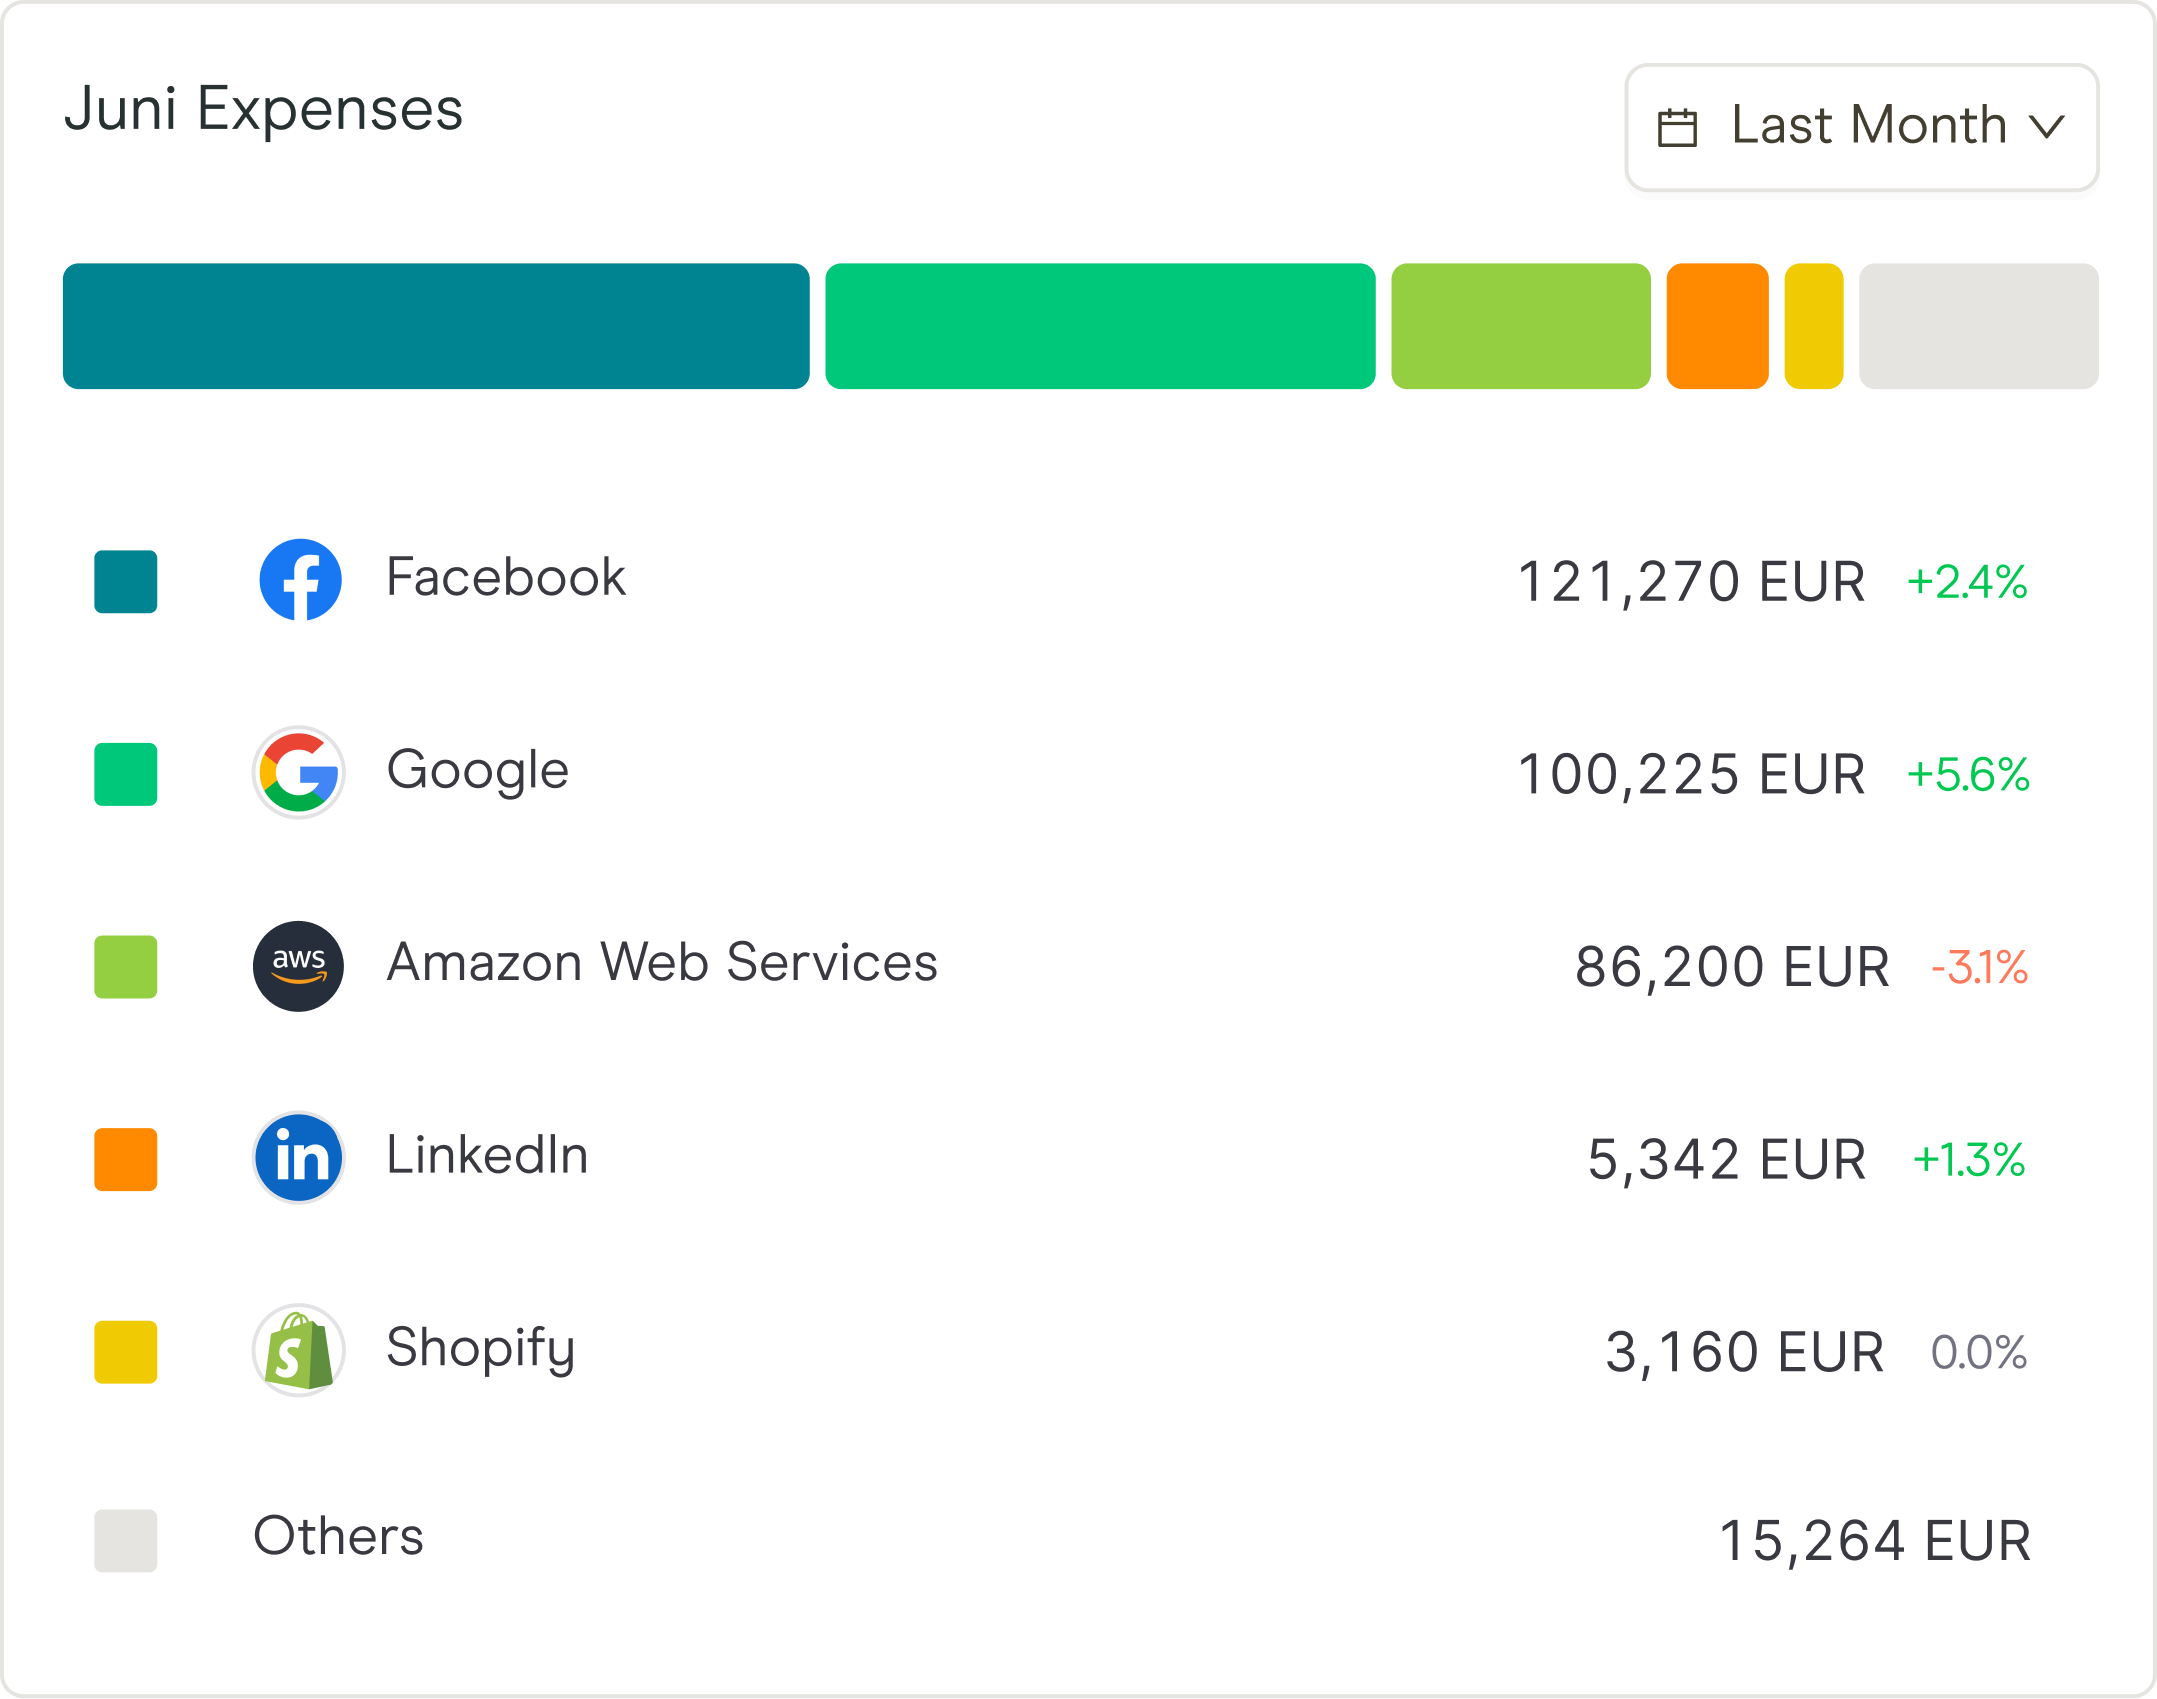 Juni Expenses
Last Month
Facebook 121,270 EUR +2.4%
Google 100,225 EUR +5.6%
aws Amazon Web Services 86,200 EUR -3.1%
in LinkedIn 5,342 EUR +1.3%
Shopify 3,160 EUR 0.0%
Others 15,264 EUR